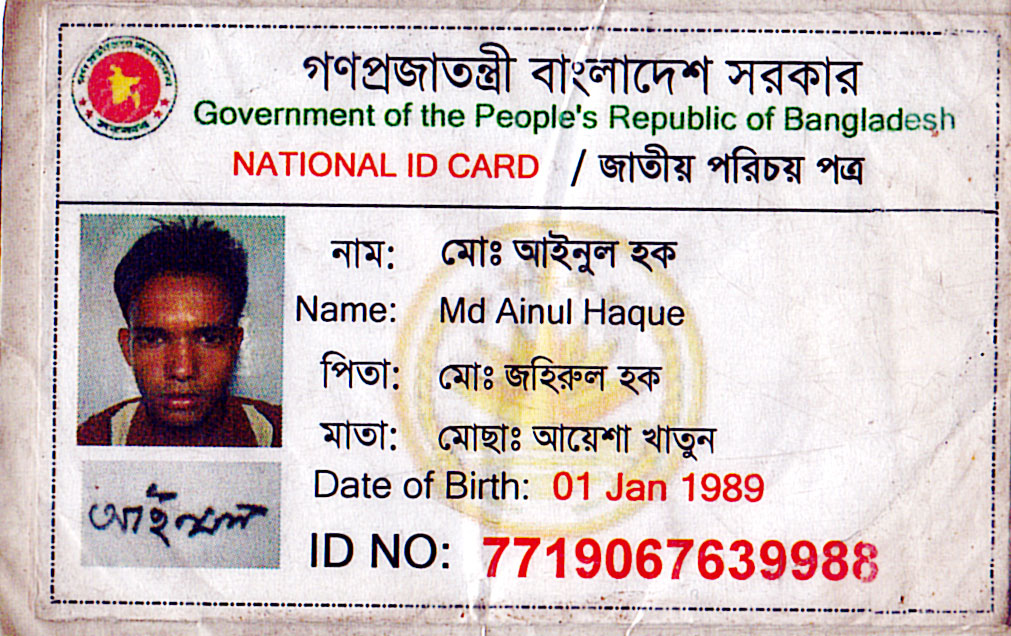 গণপ্রজাতন্ত্রী বাংলাদেশ সরকার
Government of the People's Republic of Bangladesh
NATIONAL ID CARD / জাতীয় পরিচয় পত্র
নাম: মোঃ আইনুল হক
Name: Md Ainul Haque
পিতা: মোঃ জহিরুল হক
মাতা: মোছাঃ আয়েশা খাতুন
Date of Birth: 01 Jan 1989
আইনুল
ID NO: 7719067639988